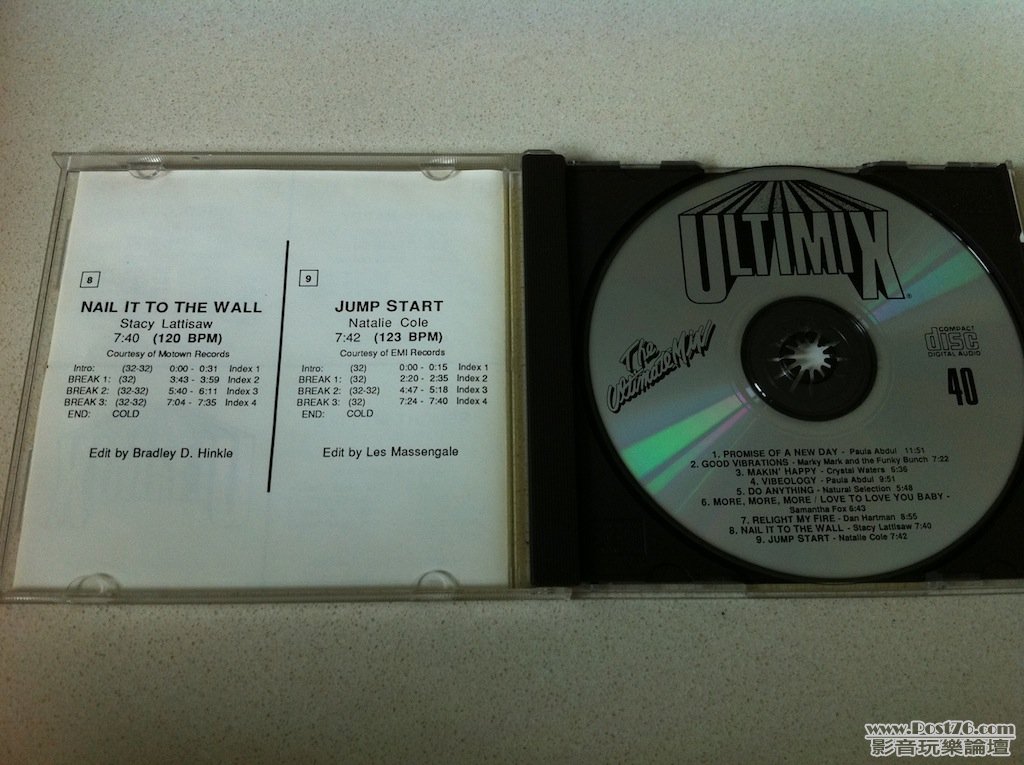 8
NAIL IT TO THE WALL
Stacy Lattisaw
7:40 (120 BPM)
Courtesy of Motown Records
Intro: (32-32) 0:00 - 0:31 Index 1
BREAK 1: (32) 3:43 - 3:59 Index 2
BREAK 2: (32-32) 5:40 - 6:11 Index 3
BREAK 3: (32-32) 7:04 - 7:35 Index 4
END: COLD
Edit by Bradley D. Hinkle
9
JUMP START
Natalie Cole
7:42 (123 BPM)
Courtesy of EMI Records
Intro: (32) 0:00 - 0:15 Index 1
BREAK 1: (32) 2:20 - 2:35 Index 2
BREAK 2: (32-32) 4:47 - 5:18 Index 3
BREAK 3: (32) 7:24 - 7:40 Index 4
END: COLD
Edit by Les Massengale
ULTIMIX®
The
Ultimate Mix!
COMPACT
disc
DIGITAL AUDIO
40
1. PROMISE OF A NEW DAY - Paula Abdul 11:51
2. GOOD VIBRATIONS - Marky Mark and the Funky Bunch 7:22
3. MAKIN' HAPPY - Crystal Waters 6:36
4. VIBEOLOGY - Paula Abdul 9:51
5. DO ANYTHING - Natural Selection 5:48
6. MORE, MORE, MORE / LOVE TO LOVE YOU BABY -
Samantha Fox 6:43
7. RELIGHT MY FIRE - Dan Hartman 8:55
8. NAIL IT TO THE WALL - Stacy Lattisaw 7:40
9. JUMP START - Natalie Cole 7:42
www.Post76.com
影音玩樂論壇